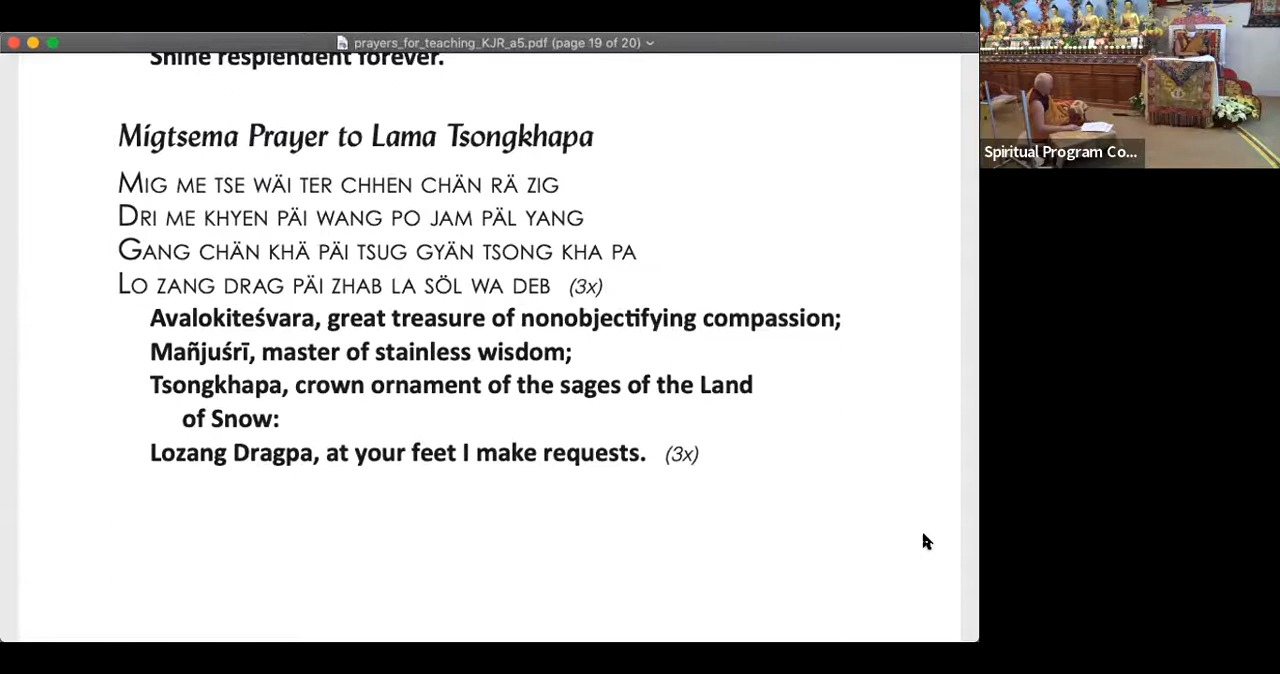 prayers_for_teaching_KJR_a5.pdf (page 19 of 20)
Shine resplendent forever.
Migtsema Prayer to Lama Tsongkhapa
MIG ME TSE WÄI TER CHHEN CHÄN RÄ ZIG
DRI ME KHYEN PÄI WANG PO JAM PÄL YANG
GANG CHÄN KHÄ PÄI TSUG GYÄN TSONG KHA PA
LO ZANG DRAG PÄI ZHAB LA SÖL WA DEB (3x)
Avalokiteśvara, great treasure of nonobjectifying compassion;
Mañjuśrī, master of stainless wisdom;
Tsongkhapa, crown ornament of the sages of the Land
of Snow:
Lozang Dragpa, at your feet I make requests. (3x)
Spiritual Program Co...